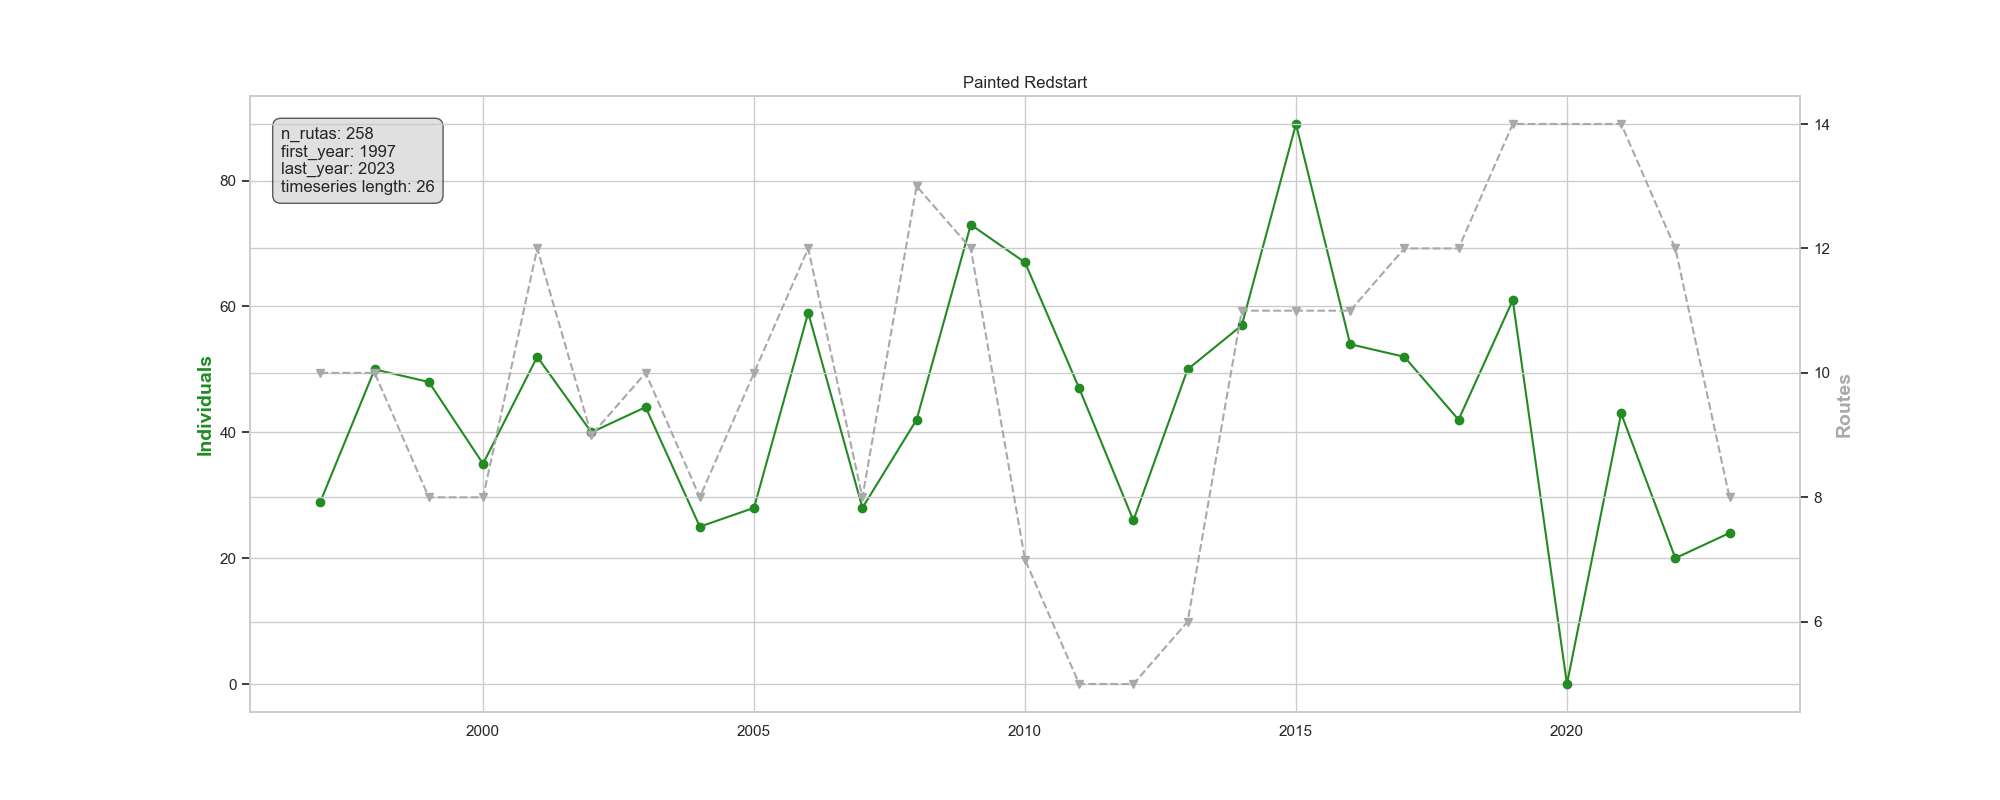 Painted Redstart
n_rutas: 258
first_year: 1997
last_year: 2023
timeseries length: 26
Individuals
80
60
40
20
0
14
12
10
8
6
Routes
2000
2005
2010
2015
2020